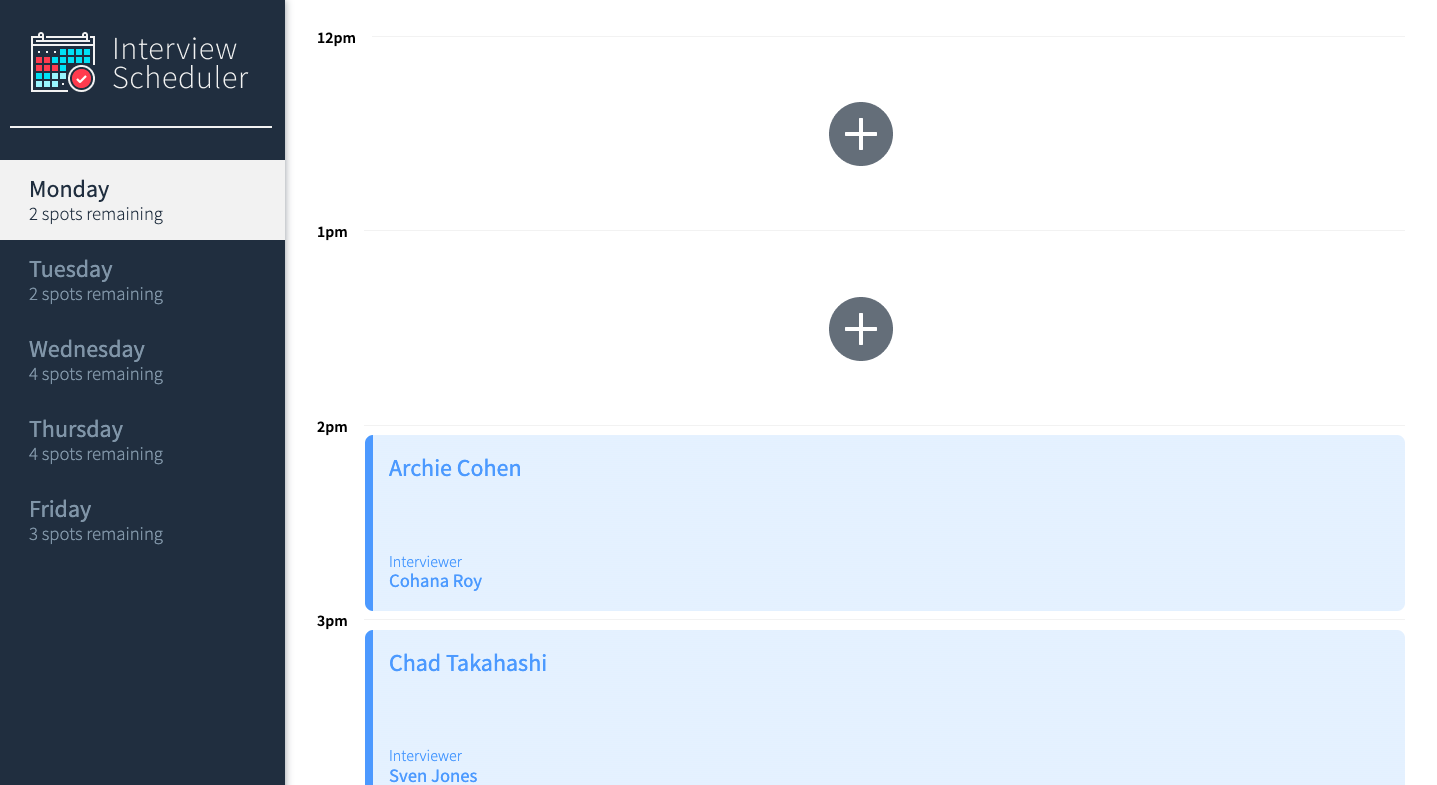 Interview
Scheduler
Monday
2 spots remaining
Tuesday
2 spots remaining
Wednesday
4 spots remaining
Thursday
4 spots remaining
Friday
3 spots remaining
12pm
1pm
2pm
Archie Cohen
Interviewer
Cohana Roy
3pm
Chad Takahashi
Interviewer
Sven Jones